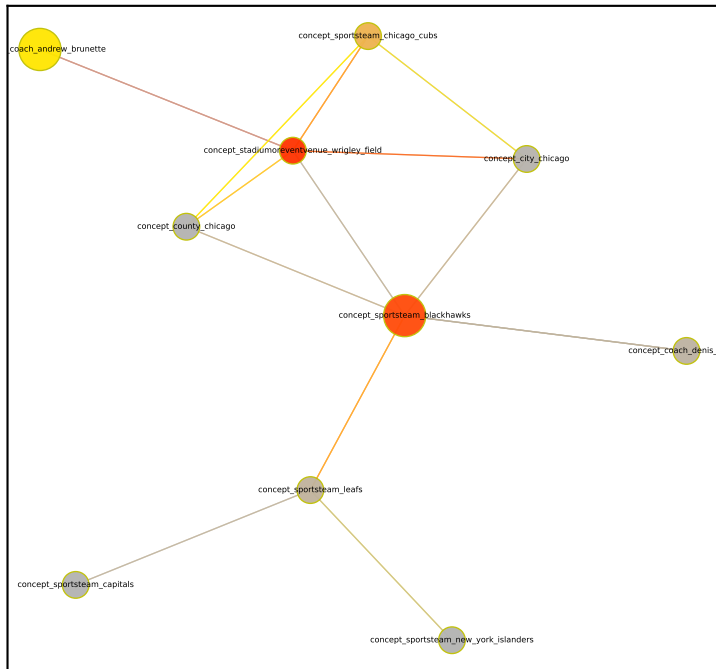 concept_sportsteam_chicago_cubs
coach_andrew_brunette
concept_stadiumoreventvenue_wrigley_field
concept_city_chicago
concept_county_chicago
concept_sportsteam_blackhawks
concept_coach_denis_
concept_sportsteam_leafs
concept_sportsteam_capitals
concept_sportsteam_new_york_islanders